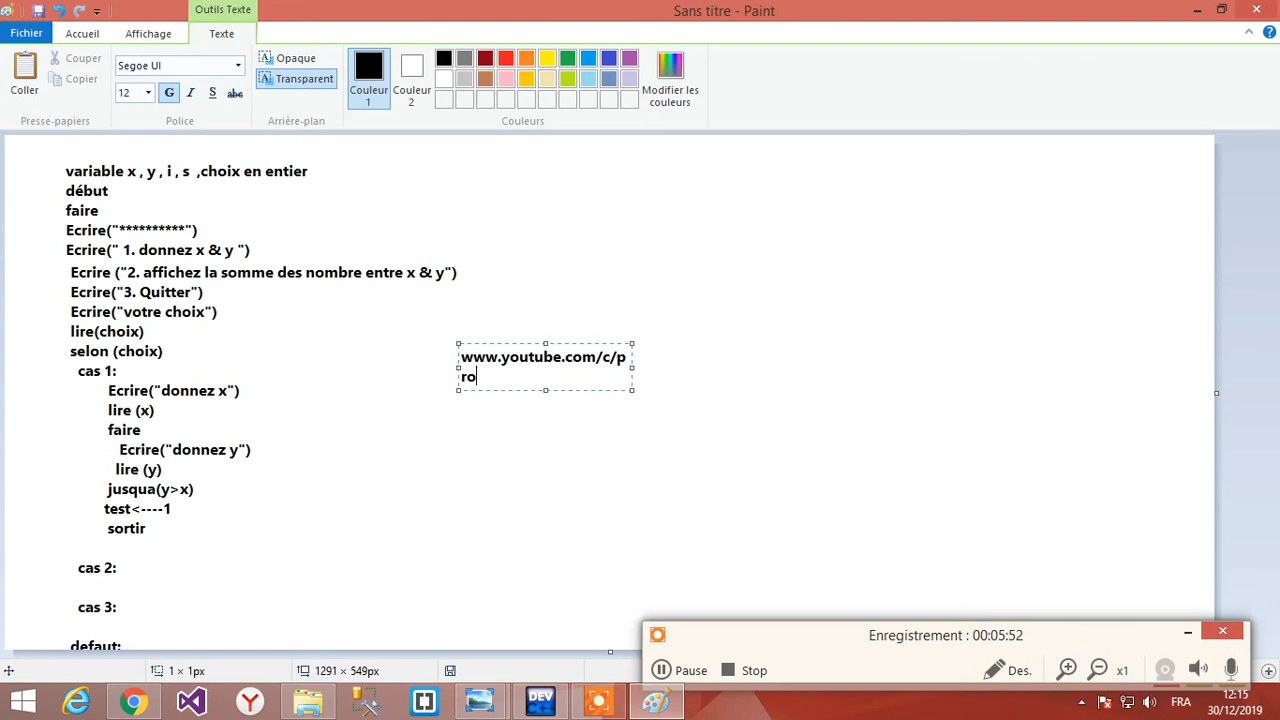 Outils Texte
Sans titre - Paint
Fichier Accueil Affichage Texte
Coller
Couper
Copier
Presse-papiers
Segoe UI
12 G I S abc
Police
Opaque
Transparent
Arrière-plan
Couleur 1
Couleur 2
Modifier les couleurs
Couleurs
variable x , y , i , s ,choix en entier
début
faire
Ecrire("**********")
Ecrire(" 1. donnez x & y ")
Ecrire ("2. affichez la somme des nombre entre x & y")
Ecrire("3. Quitter")
Ecrire("votre choix")
lire(choix)
selon (choix)
cas 1:
Ecrire("donnez x")
lire (x)
faire
Ecrire("donnez y")
lire (y)
jusqua(y>x)
test<----1
sortir
cas 2:
cas 3:
defaut:
www.youtube.com/c/p
ro
Enregistrement : 00:05:52
Pause Stop Des. x1
1 × 1px 1291 × 549px
DEV C++
FRA
12:15
30/12/2019